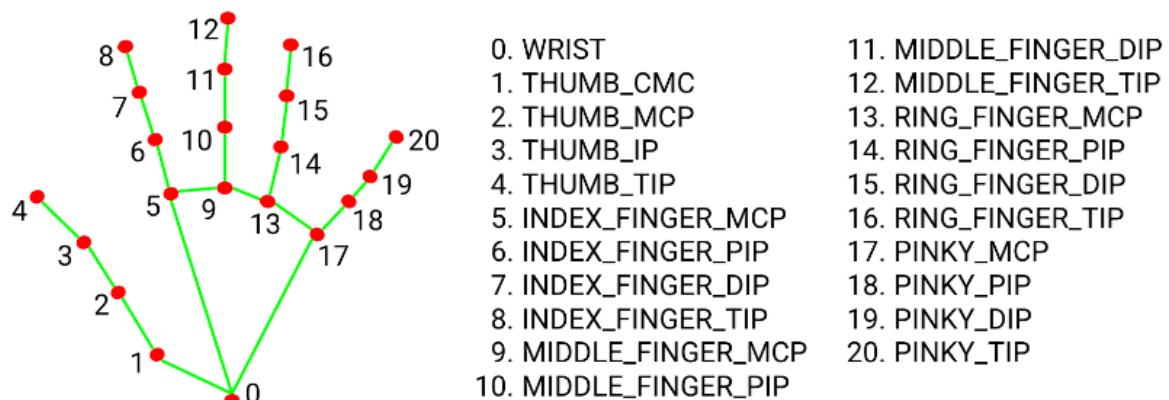 12
8
16
11
7
15
10
20
6
14
19
4
5
9
18
13
3
17
2
1
0
0. WRIST
1. THUMB_CMC
2. THUMB_MCP
3. THUMB_IP
4. THUMB_TIP
5. INDEX_FINGER_MCP
6. INDEX_FINGER_PIP
7. INDEX_FINGER_DIP
8. INDEX_FINGER_TIP
9. MIDDLE_FINGER_MCP
10. MIDDLE_FINGER_PIP
11. MIDDLE_FINGER_DIP
12. MIDDLE_FINGER_TIP
13. RING_FINGER_MCP
14. RING_FINGER_PIP
15. RING_FINGER_DIP
16. RING_FINGER_TIP
17. PINKY_MCP
18. PINKY_PIP
19. PINKY_DIP
20. PINKY_TIP